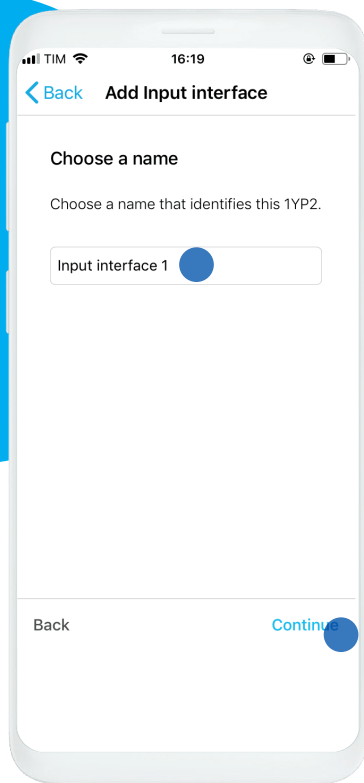 TIM 16:19
Back Add Input interface
Choose a name
Choose a name that identifies this 1YP2.
Input interface 1
Back Continue